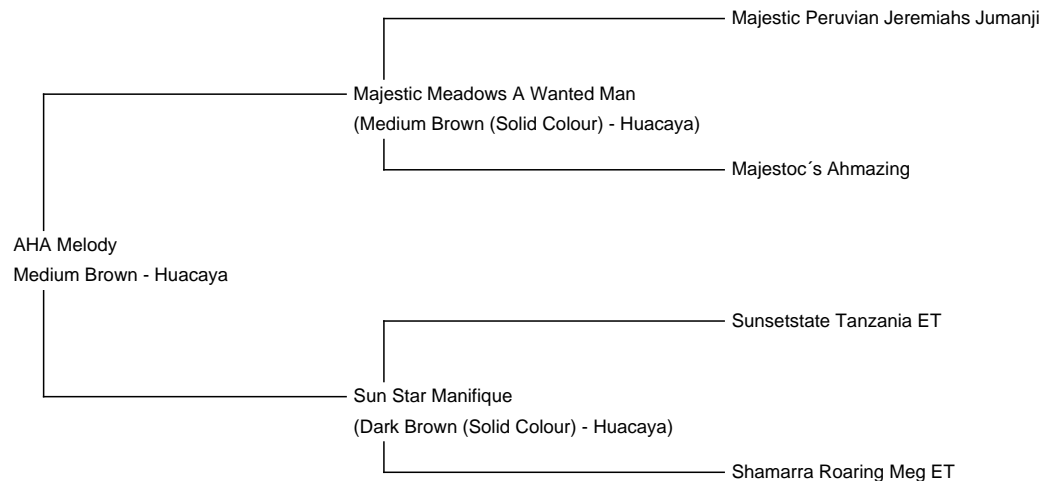 Majestic Peruvian Jeremiahs Jumanji
Majestic Meadows A Wanted Man
(Medium Brown (Solid Colour) - Huacaya)
Majestoc´s Ahmazing
AHA Melody
Medium Brown - Huacaya
Sunsetstate Tanzania ET
Sun Star Manifique
(Dark Brown (Solid Colour) - Huacaya)
Shamarra Roaring Meg ET